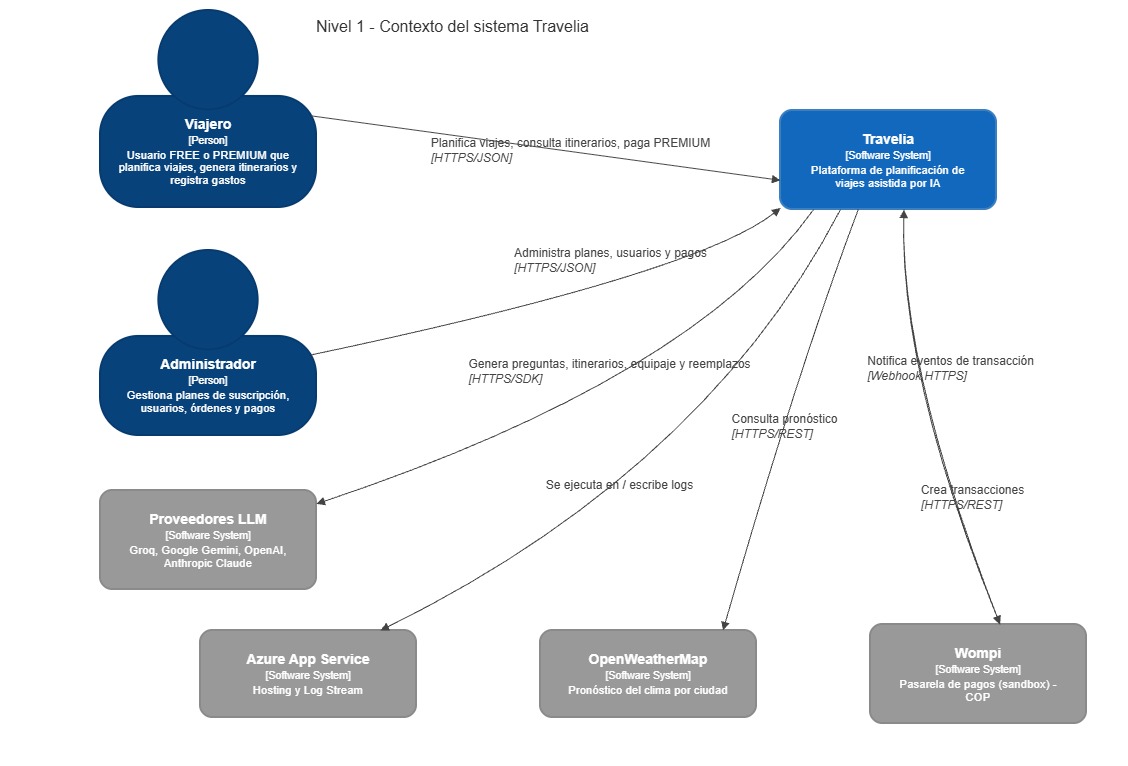 Nivel 1 - Contexto del sistema Travelia
Viajero
[Person]
Usuario FREE o PREMIUM que
planifica viajes, genera itinerarios y
registra gastos
Planifica viajes, consulta itinerarios, paga PREMIUM
[HTTPS/JSON]
Travelia
[Software System]
Plataforma de planificación de
viajes asistida por IA
Administra planes, usuarios y pagos
[HTTPS/JSON]
Administrador
[Person]
Gestiona planes de suscripción,
usuarios, órdenes y pagos
Genera preguntas, itinerarios, equipaje y reemplazos
[HTTPS/SDK]
Notifica eventos de transacción
[Webhook HTTPS]
Consulta pronóstico
[HTTPS/REST]
Se ejecuta en / escribe logs
Crea transacciones
[HTTPS/REST]
Proveedores LLM
[Software System]
Groq, Google Gemini, OpenAI,
Anthropic Claude
Azure App Service
[Software System]
Hosting y Log Stream
OpenWeatherMap
[Software System]
Pronóstico del clima por ciudad
Wompi
[Software System]
Pasarela de pagos (sandbox) -
COP